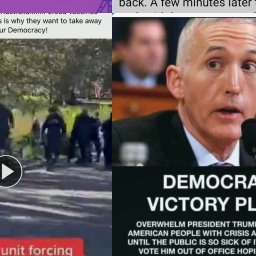 s is why they want to take away
ur Democracy!
unit forcing
back. A few minutes later
DEMOCRA
VICTORY PL
OVERWHELM PRESIDENT TRUM
AMERICAN PEOPLE WITH CRISIS A
UNTIL THE PUBLIC IS SO SICK OF I
VOTE HIM OUT OF OFFICE HOPI